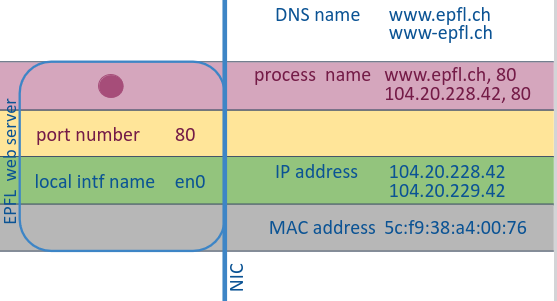 DNS name www.epfl.ch
www-epfl.ch
process name www.epfl.ch, 80
104.20.228.42, 80
port number 80
local intf name en0
IP address 104.20.228.42
104.20.229.42
MAC address 5c:f9:38:a4:00:76
EPFL web server
NIC